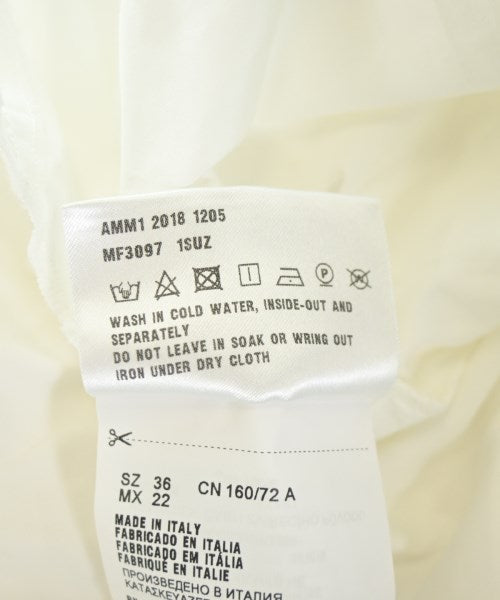 AMM1 2018 1205
MF3097 1SUZ
P W
WASH IN COLD WATER, INSIDE-OUT AND
SEPARATELY
DO NOT LEAVE IN SOAK OR WRING OUT
IRON UNDER DRY CLOTH
SZ 36
MX 22
CN 160/72 A
MADE IN ITALY
FABRICADO EN ITALIA
FABRICADO EM ITÁLIA
FABRIQUÉ EN ITALIE
ПРОИЗВЕДЕНО В ИТАЛИЯ